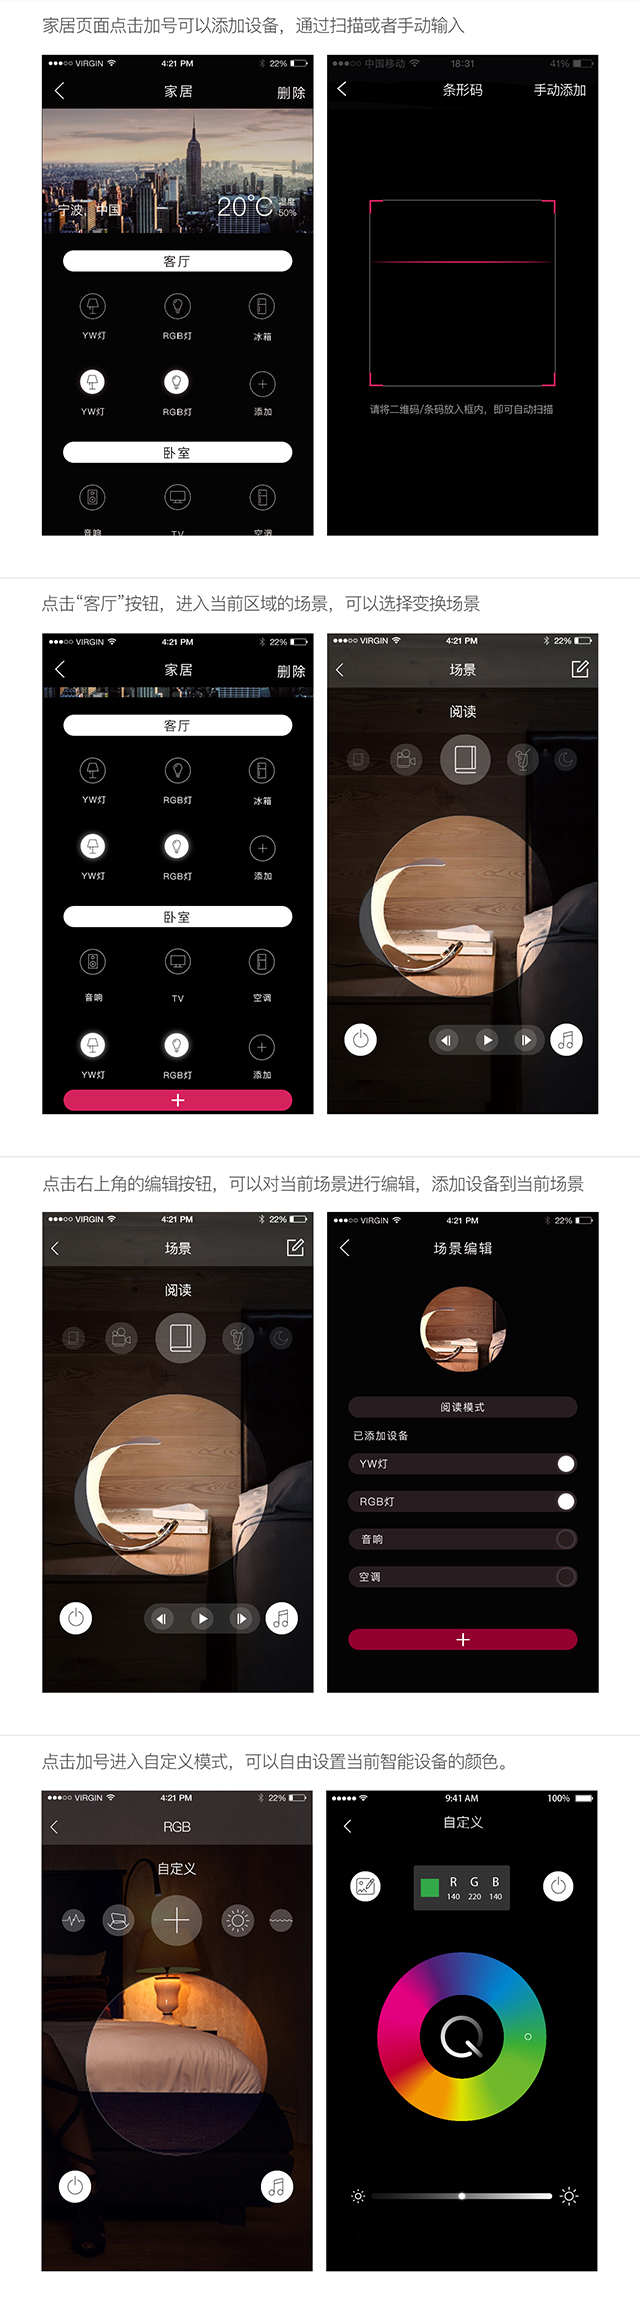 家居页面点击加号可以添加设备，通过扫描或者手动输入
VIRGIN 4:21 PM 22%
家居 删除
宁波，中国 20°C 湿度 50%
客厅
YW灯 RGB灯 冰箱
YW灯 RGB灯 添加
卧室
音响 TV 空调
中国移动 18:31 41%
条形码 手动添加
请将二维码/条码放入框内，即可自动扫描
点击“客厅”按钮，进入当前区域的场景，可以选择变换场景
VIRGIN 4:21 PM 22%
家居 删除
客厅
YW灯 RGB灯 冰箱
YW灯 RGB灯 添加
卧室
音响 TV 空调
YW灯 RGB灯 添加
+
VIRGIN 4:21 PM 22%
场景
阅读
点击右上角的编辑按钮，可以对当前场景进行编辑，添加设备到当前场景
VIRGIN 4:21 PM 22%
场景
阅读
VIRGIN 4:21 PM 22%
场景编辑
阅读模式
已添加设备
YW灯
RGB灯
音响
空调
+
点击加号进入自定义模式，可以自由设置当前智能设备的颜色。
VIRGIN 4:21 PM 22%
RGB
自定义
9:41 AM 100%
自定义
R G B
140 220 140